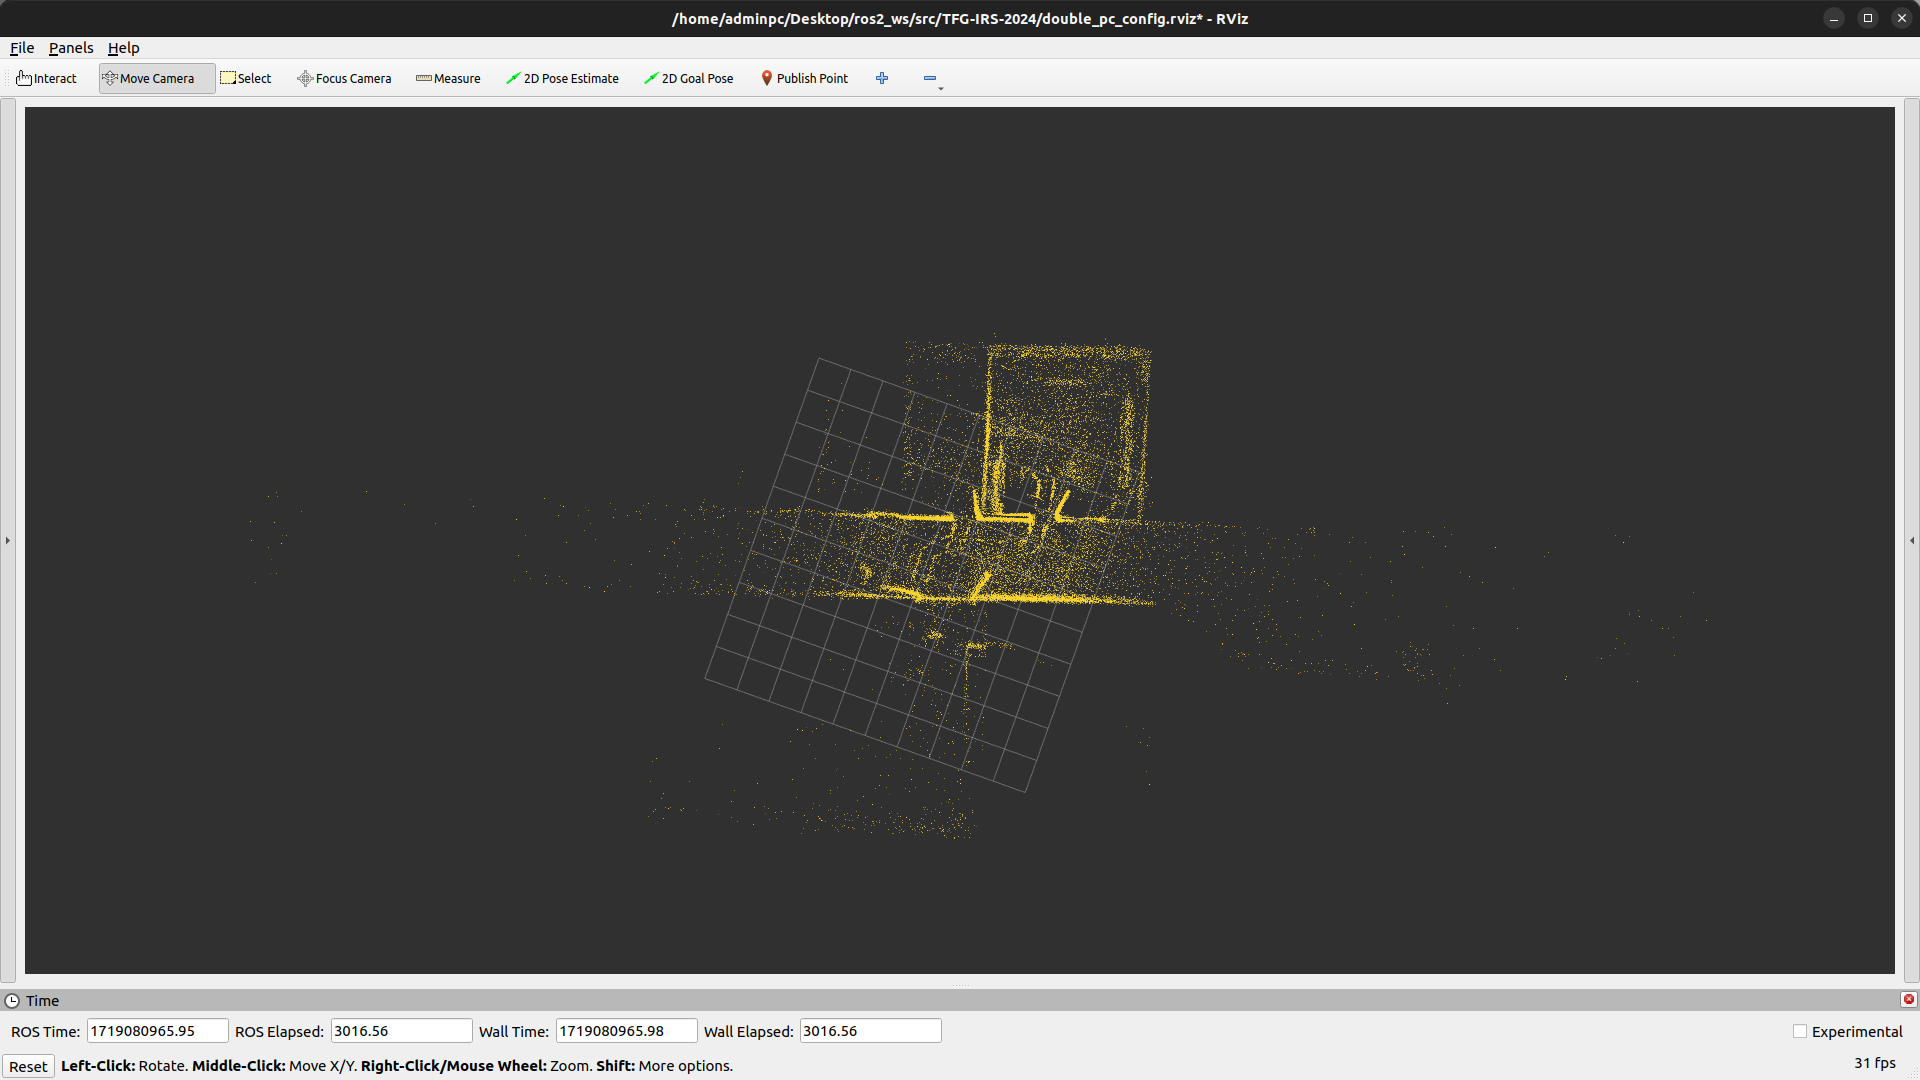 /home/adminpc/Desktop/ros2_ws/src/TFG-IRS-2024/double_pc_config.rviz* - RViz
File Panels Help
Interact Move Camera Select Focus Camera Measure 2D Pose Estimate 2D Goal Pose Publish Point
Time
ROS Time: 1719080965.95 ROS Elapsed: 3016.56 Wall Time: 1719080965.98 Wall Elapsed: 3016.56 Experimental
Reset Left-Click: Rotate. Middle-Click: Move X/Y. Right-Click/Mouse Wheel: Zoom. Shift: More options. 31 fps